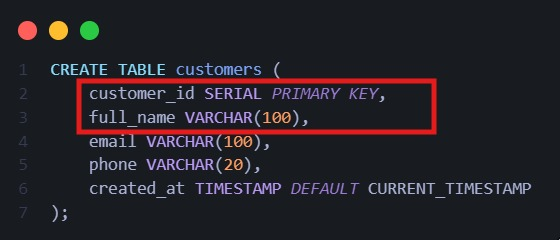 1 CREATE TABLE customers (
2 customer_id SERIAL PRIMARY KEY,
3 full_name VARCHAR(100),
4 email VARCHAR(100),
5 phone VARCHAR(20),
6 created_at TIMESTAMP DEFAULT CURRENT_TIMESTAMP
7 );